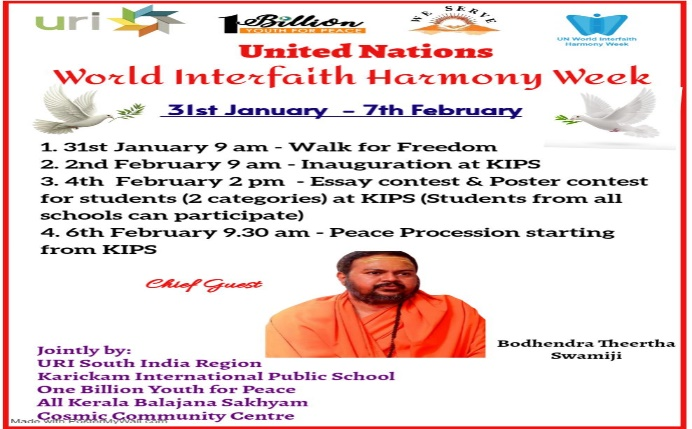 uri
1 Billion
YOUTH FOR PEACE
WE SERVE
UN World Interfaith
Harmony Week
United Nations
World Interfaith Harmony Week
31st January – 7th February
1. 31st January 9 am - Walk for Freedom
2. 2nd February 9 am - Inauguration at KIPS
3. 4th February 2 pm - Essay contest & Poster contest
for students (2 categories) at KIPS (Students from all
schools can participate)
4. 6th February 9.30 am - Peace Procession starting
from KIPS
Chief Guest
Bodhendra Theertha
Swamiji
Jointly by:
URI South India Region
Karickam International Public School
One Billion Youth for Peace
All Kerala Balajana Sakhyam
Cosmic Community Centre
Made with PosterMyWall.com